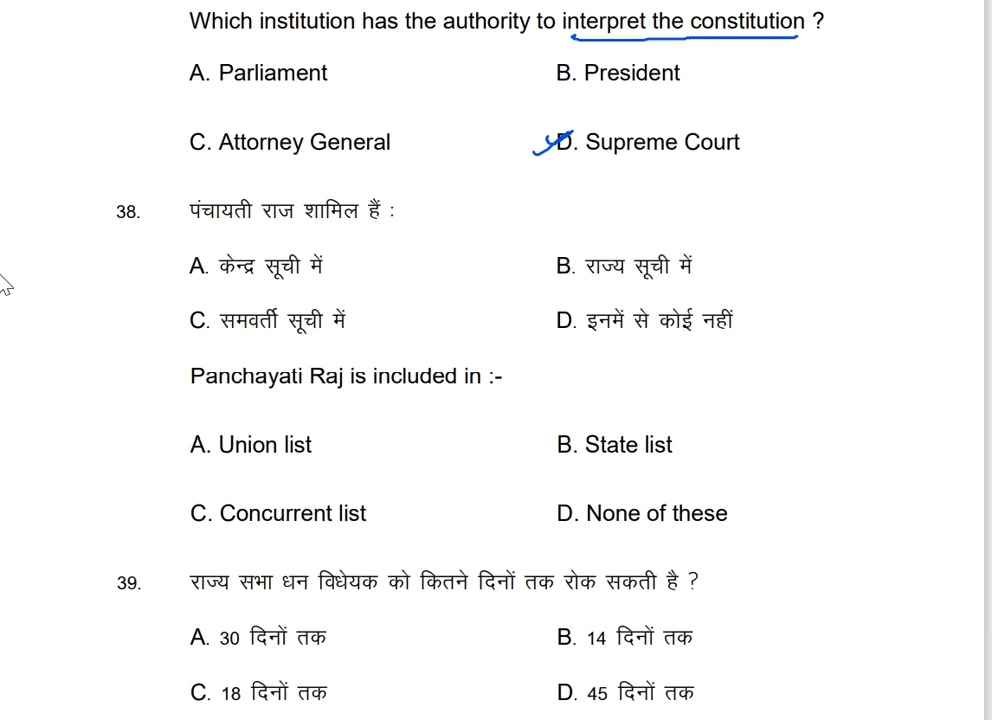 Which institution has the authority to interpret the constitution ?
A. Parliament B. President
C. Attorney General D. Supreme Court
38. पंचायती राज शामिल हैं :
A. केन्द्र सूची में B. राज्य सूची में
C. समवर्ती सूची में D. इनमें से कोई नहीं
Panchayati Raj is included in :-
A. Union list B. State list
C. Concurrent list D. None of these
39. राज्य सभा धन विधेयक को कितने दिनों तक रोक सकती है ?
A. 30 दिनों तक B. 14 दिनों तक
C. 18 दिनों तक D. 45 दिनों तक